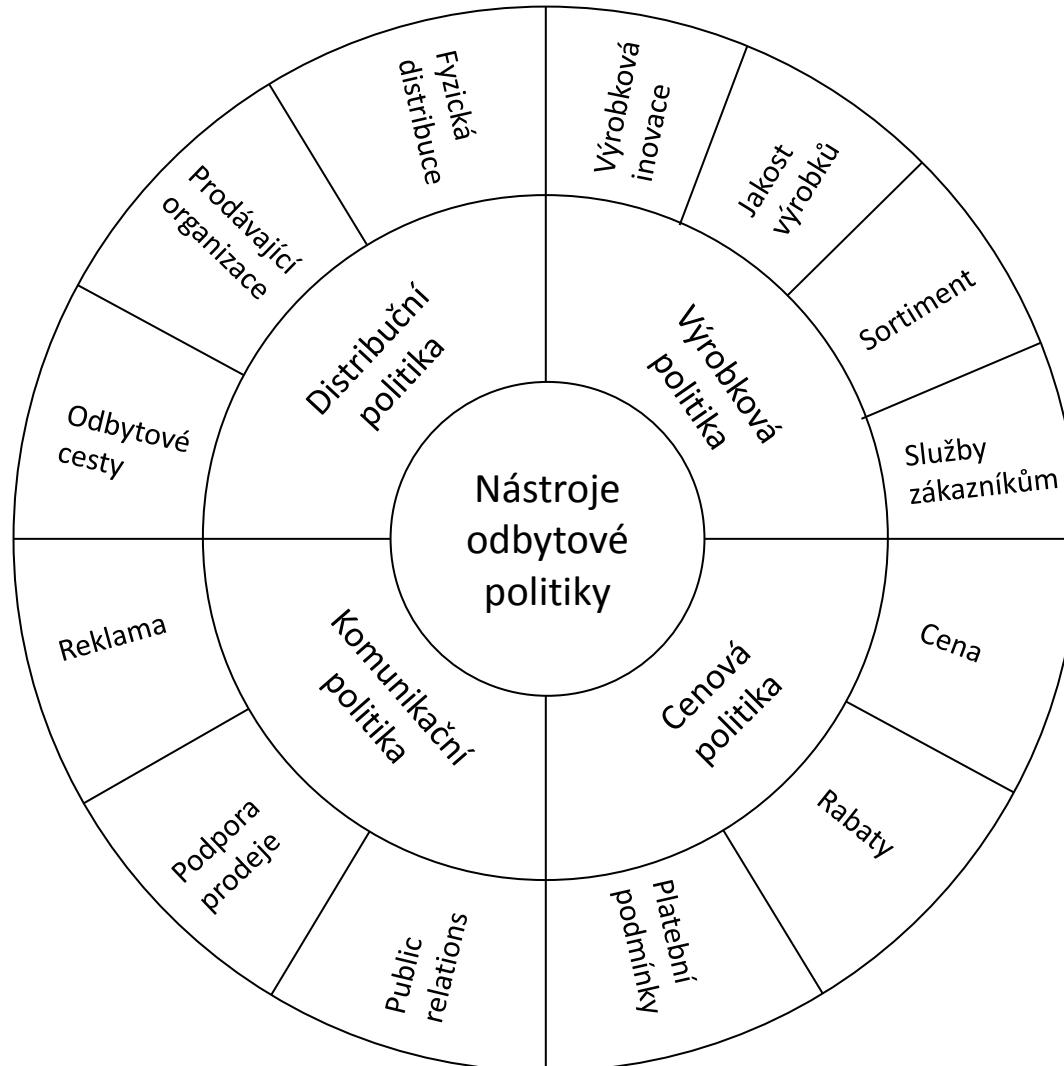 Fyzická
distribuce
Výrobková
inovace
Jakost
výrobků
Prodávající
organizace
Sortiment
Distribuční
politika
Výrobková
politika
Odbytové
cesty
Služby
zákazníkům
Nástroje
odbytové
politiky
Reklama
Komunikační
politika
Cenová
politika
Cena
Podpora
prodeje
Rabaty
Public
relations
Platební
podmínky